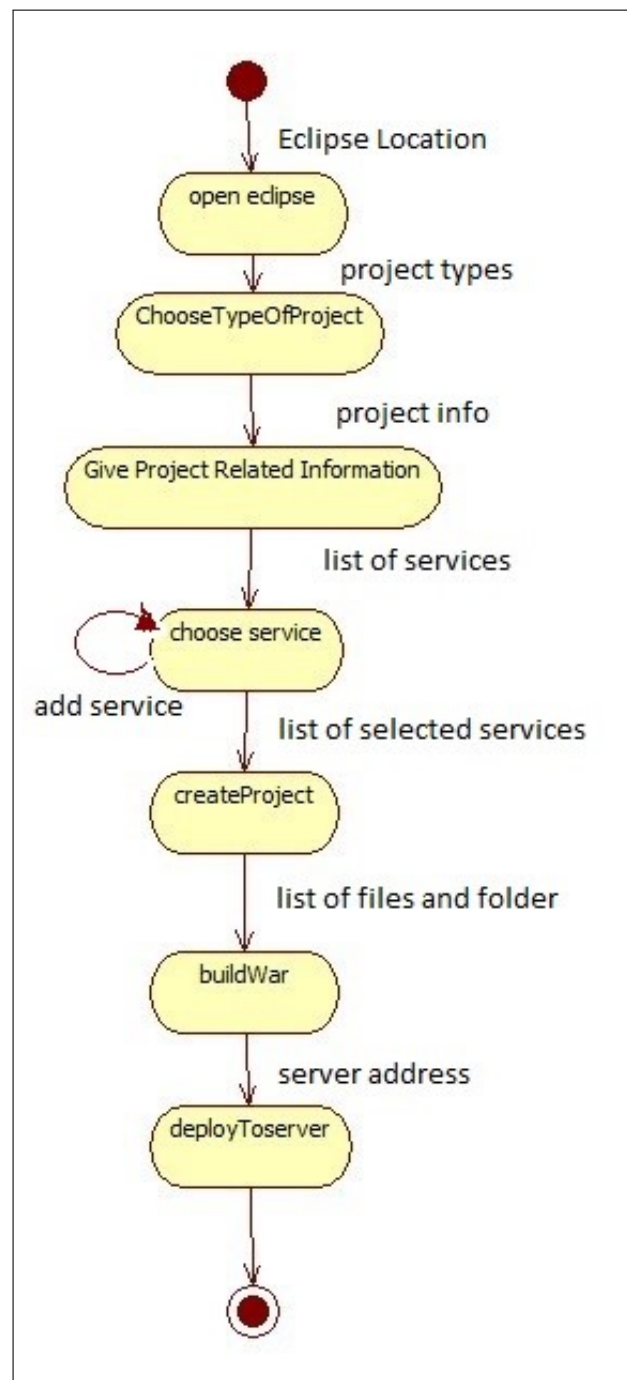 Eclipse Location
open eclipse
project types
ChooseTypeOfProject
project info
Give Project Related Information
list of services
choose service
add service
list of selected services
createProject
list of files and folder
buildWar
server address
deployToserver